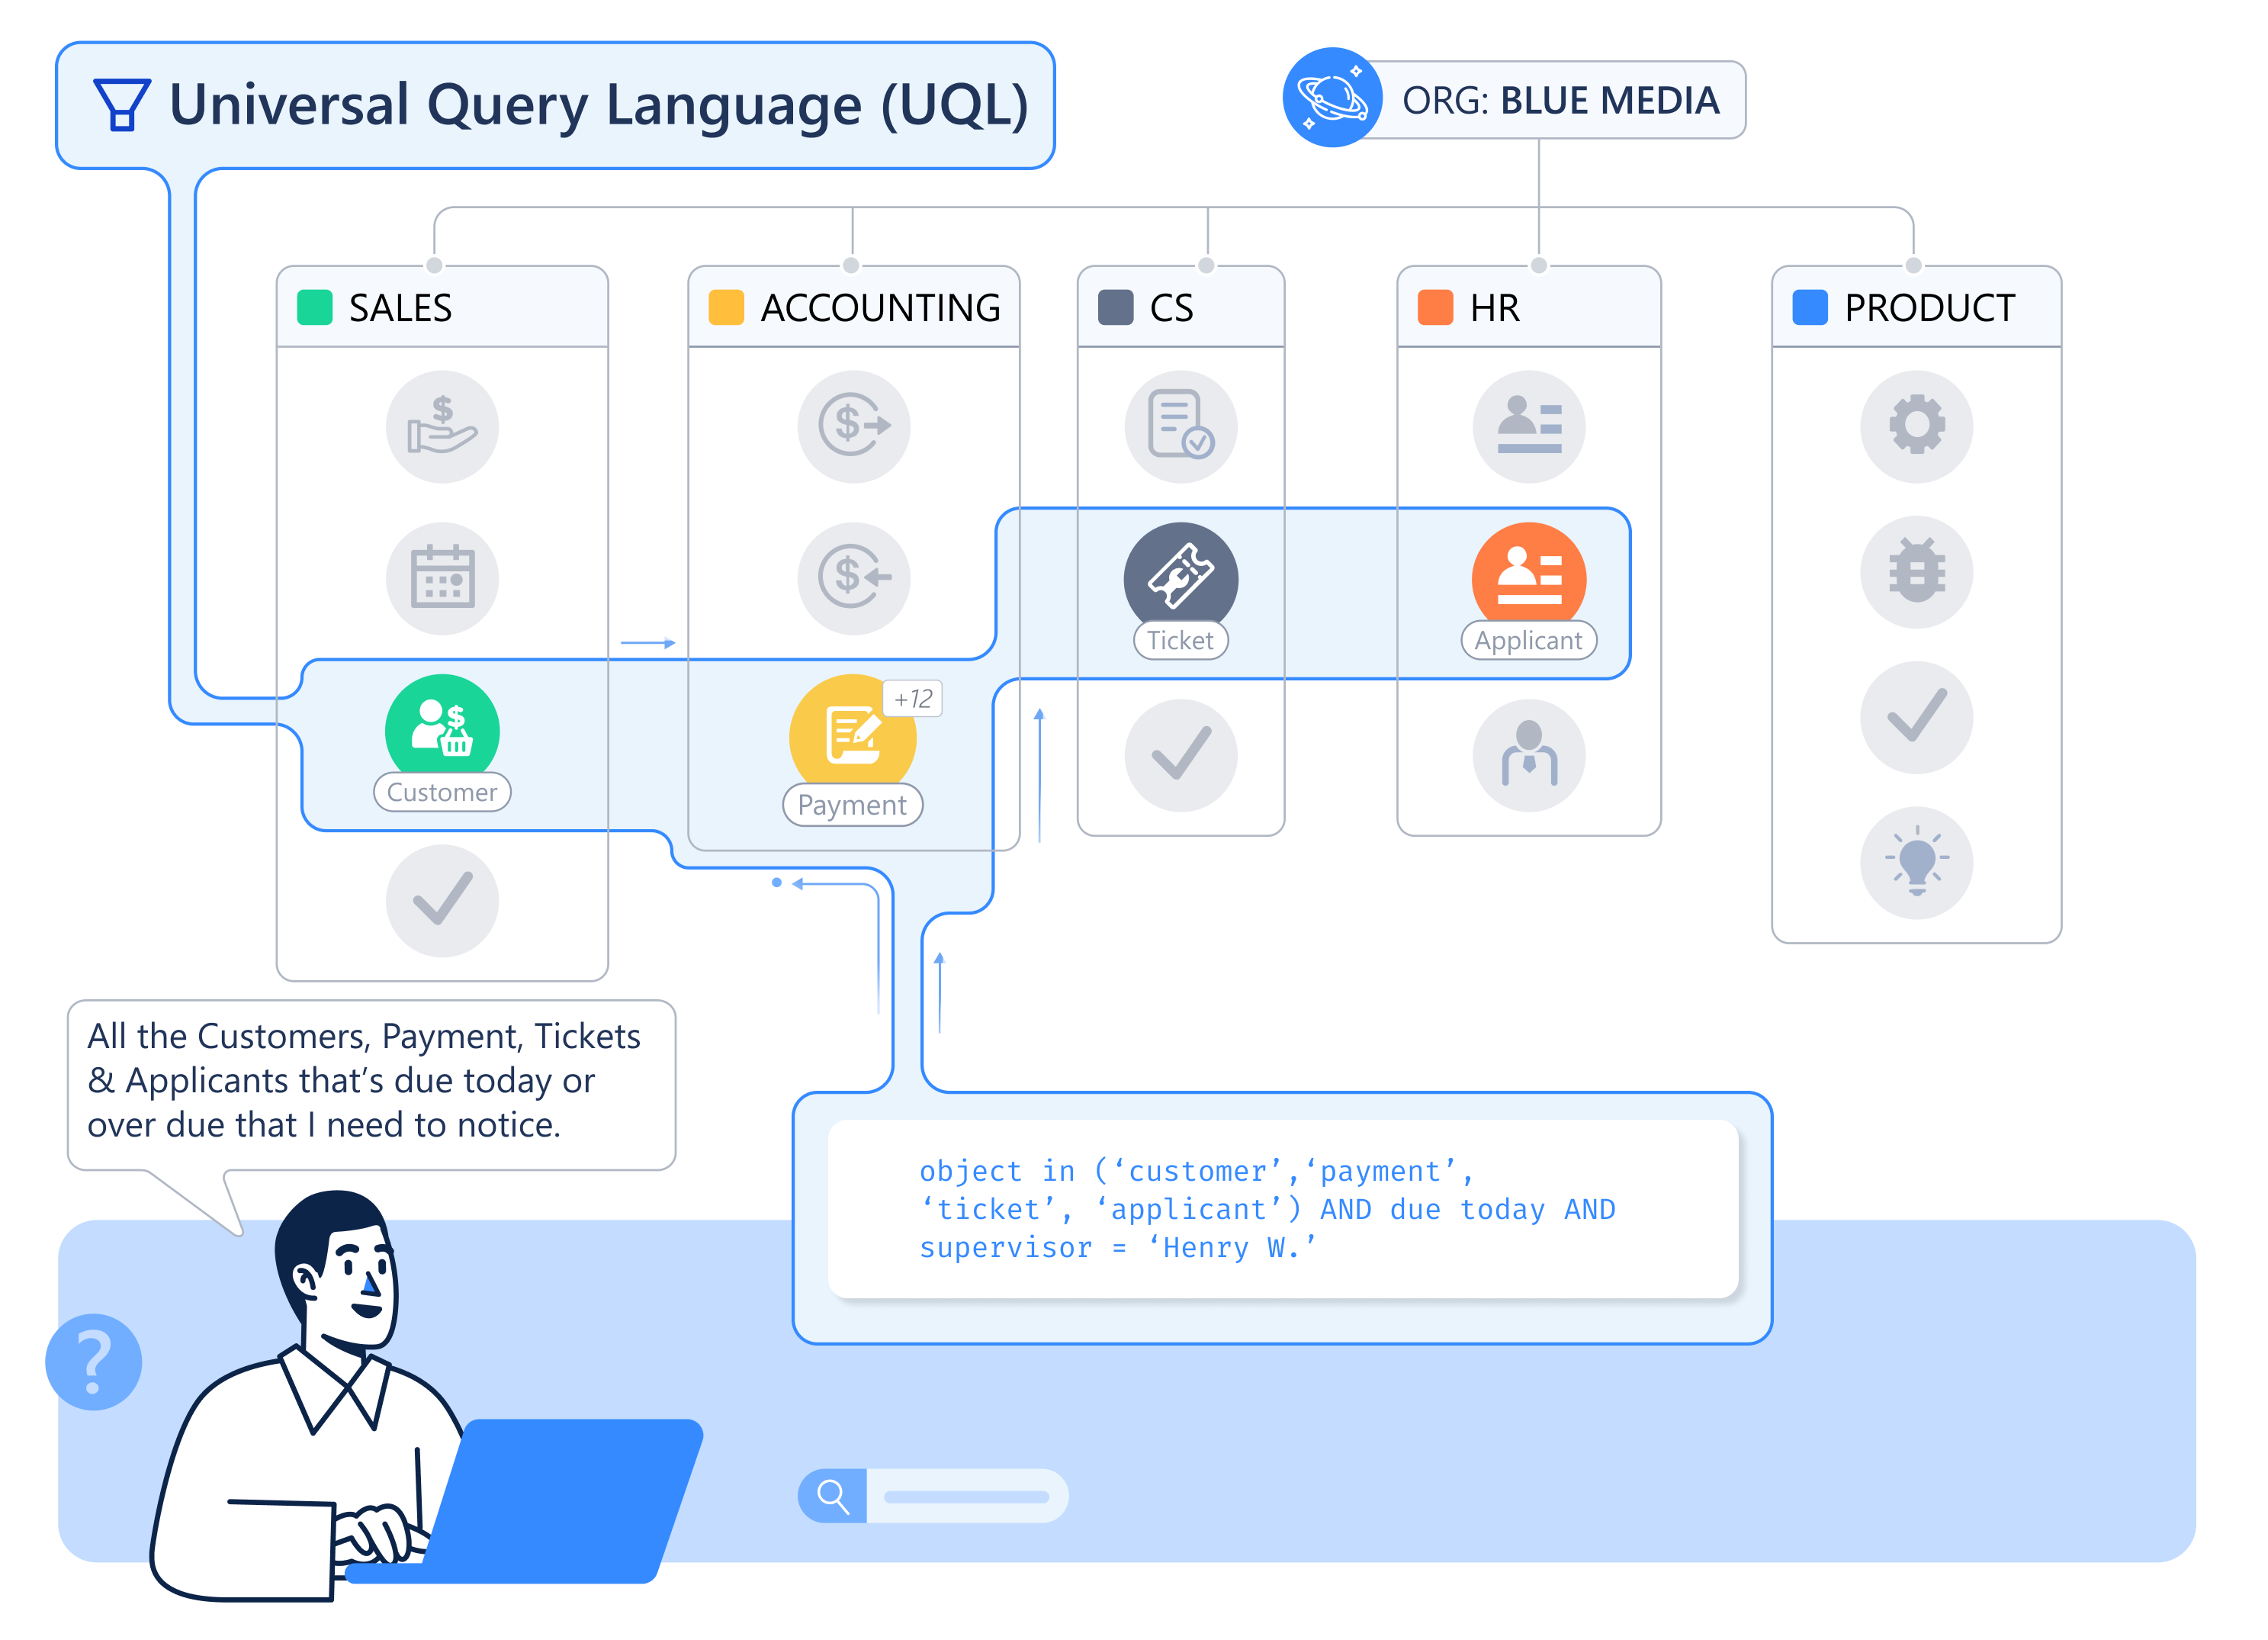 Universal Query Language (UQL)
ORG: BLUE MEDIA
SALES
ACCOUNTING
CS
HR
PRODUCT
Ticket
Applicant
+12
Customer
Payment
All the Customers, Payment, Tickets
& Applicants that’s due today or
over due that I need to notice.
object in (‘customer’,‘payment’,
‘ticket’, ‘applicant’) AND due today AND
supervisor = ‘Henry W.’
?